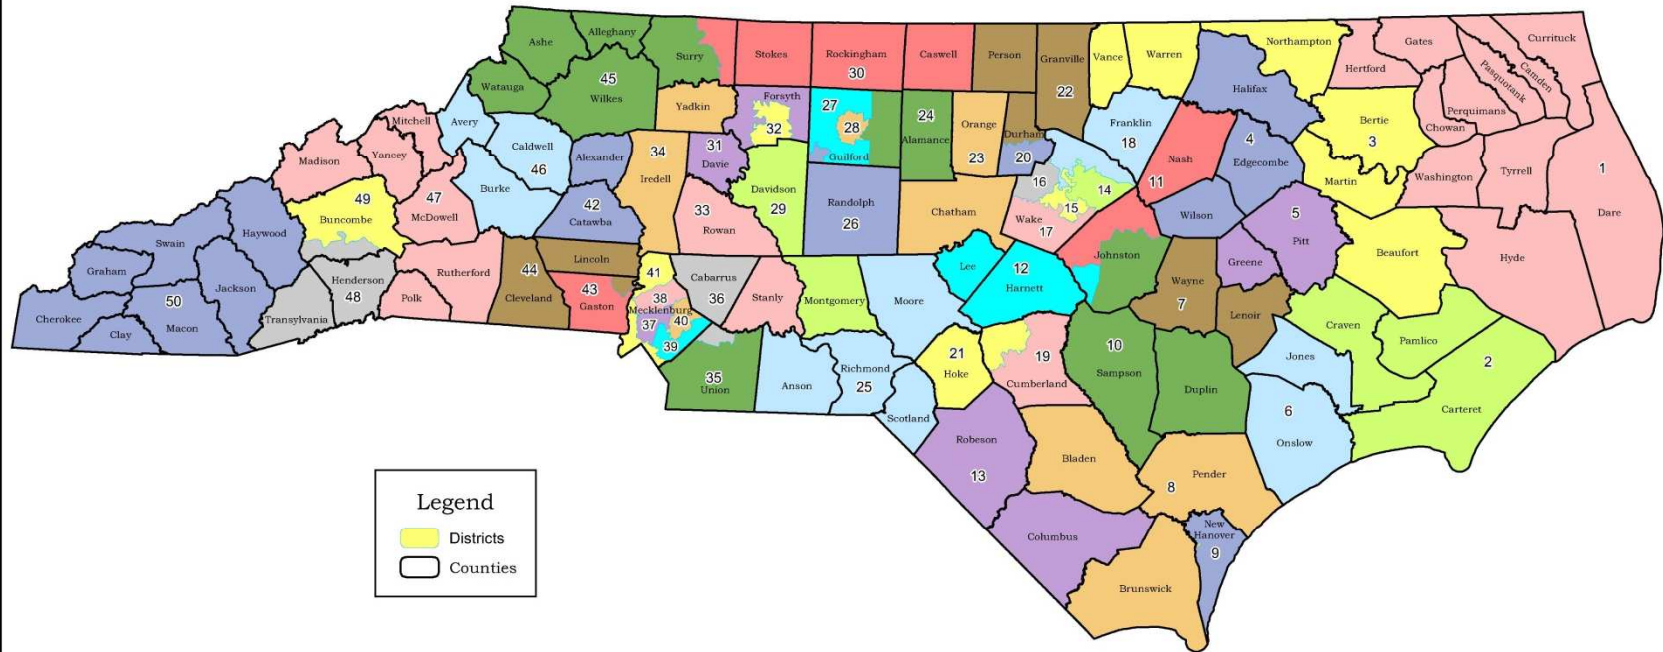 Ashe
Alleghany
Surry
Stokes
Rockingham
30
Caswell
Person
Granville
22
Vance
Warren
Northampton
Hertford
Gates
Currituck
Camden
Pasquotank
Perquimans
Chowan
Watauga
45
Wilkes
Yadkin
Forsyth
32
27
28
Guilford
24
Alamance
Orange
23
Durham
20
Franklin
18
Halifax
Bertie
3
Mitchell
Avery
Caldwell
46
Alexander
34
Iredell
31
Davie
Davidson
29
Randolph
26
Chatham
16
14
15
Wake
17
Nash
11
4
Edgecombe
Martin
Washington
Tyrrell
1
Dare
Madison
Yancey
Burke
42
Catawba
33
Rowan
Wilson
5
Pitt
Greene
Beaufort
Hyde
49
Buncombe
47
McDowell
Swain
Haywood
Graham
Jackson
Cherokee
Clay
50
Macon
Henderson
48
Transylvania
Rutherford
Polk
44
Cleveland
Lincoln
43
Gaston
41
38
Mecklenburg
37
40
39
Cabarrus
36
Stanly
Montgomery
Moore
Lee
12
Harnett
Johnston
Wayne
7
Lenoir
Craven
Pamlico
2
Carteret
Jones
6
Onslow
35
Union
Anson
Richmond
25
Scotland
21
Hoke
19
Cumberland
10
Sampson
Duplin
Robeson
13
Bladen
Pender
8
Columbus
New
Hanover
9
Brunswick
Legend
Districts
Counties